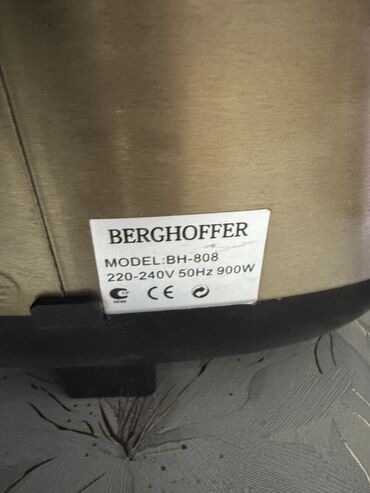 BERGHOFFER
MODEL:BH-808
220-240V 50Hz 900W
CE